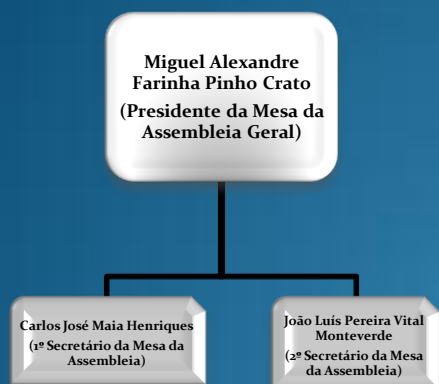 Miguel Alexandre
Farinha Pinho Crato
(Presidente da Mesa da
Assembleia Geral)
Carlos José Maia Henriques
(1º Secretário da Mesa da
Assembleia)
João Luís Pereira Vital
Monteverde
(2º Secretário da Mesa
da Assembleia)